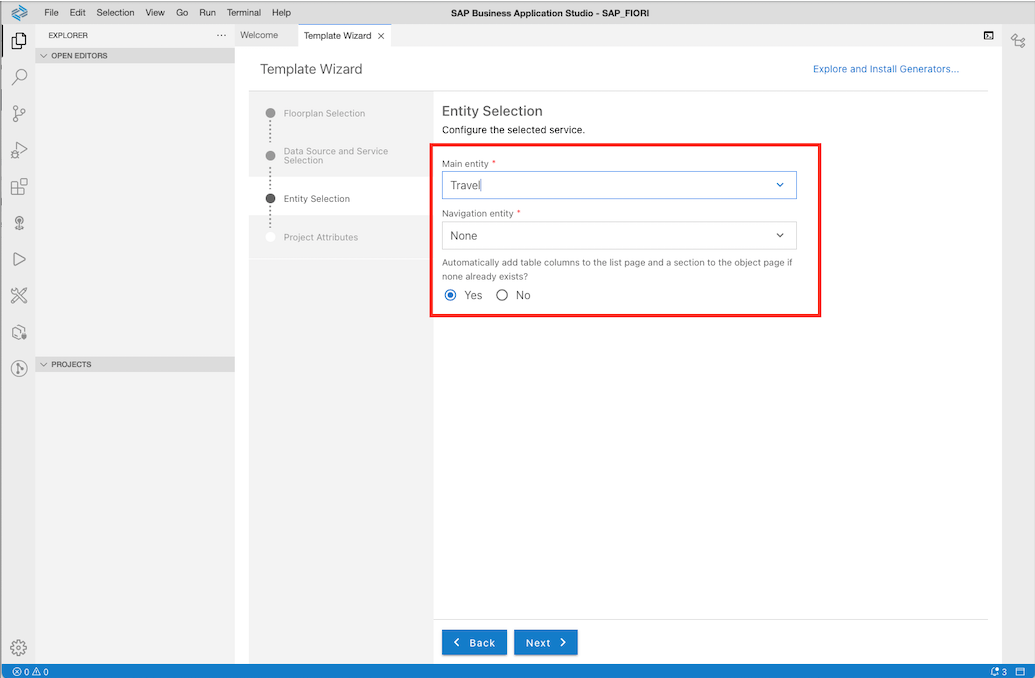 File Edit Selection View Go Run Terminal Help
SAP Business Application Studio - SAP_FIORI
EXPLORER ...
Welcome
Template Wizard
OPEN EDITORS
Template Wizard
Explore and Install Generators...
Floorplan Selection
Data Source and Service
Selection
Entity Selection
Project Attributes
Entity Selection
Configure the selected service.
Main entity *
Travel
Navigation entity *
None
Automatically add table columns to the list page and a section to the object page if
none already exists?
Yes No
PROJECTS
Back
Next
0 0
3